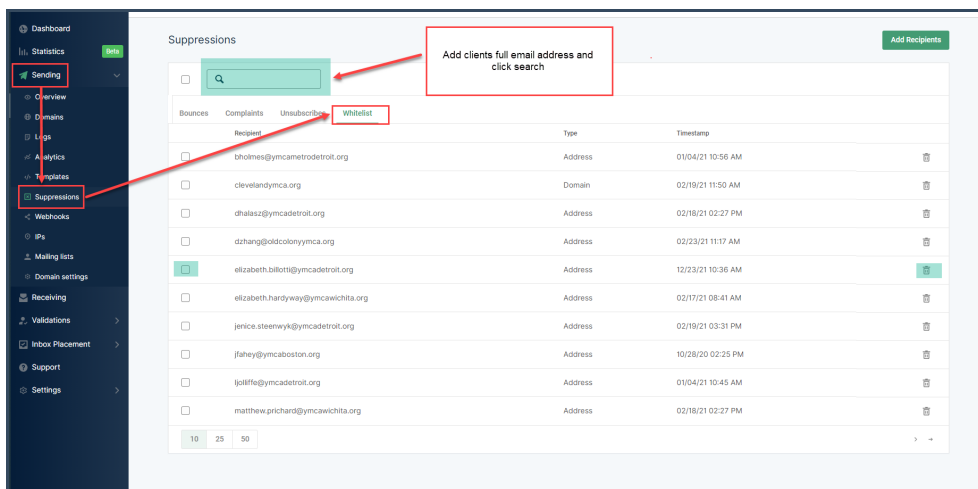 Dashboard
Statistics
Beta
Sending
Overview
Domains
Logs
Analytics
Templates
Suppressions
Webhooks
IPs
Mailing lists
Domain settings
Receiving
Validations
Inbox Placement
Support
Settings
Suppressions
Add clients full email address and
click search
Add Recipients
Bounces Complaints Unsubscribes Whitelist
Recipient Type Timestamp
bholmes@ymcametrodetroit.org Address 01/04/21 10:56 AM
clevelandymca.org Domain 02/19/21 11:50 AM
dhalasz@ymcadetroit.org Address 02/18/21 02:27 PM
dzhang@oldcolonyymca.org Address 02/23/21 11:17 AM
elizabeth.billotti@ymcadetroit.org Address 12/23/21 10:36 AM
elizabeth.hardyway@ymcawichita.org Address 02/17/21 08:41 AM
jenice.steenwyk@ymcadetroit.org Address 02/19/21 03:31 PM
jfahey@ymcaboston.org Address 10/28/20 02:25 PM
ljolliffe@ymcadetroit.org Address 01/04/21 10:45 AM
matthew.prichard@ymcawichita.org Address 02/18/21 02:27 PM
10 25 50